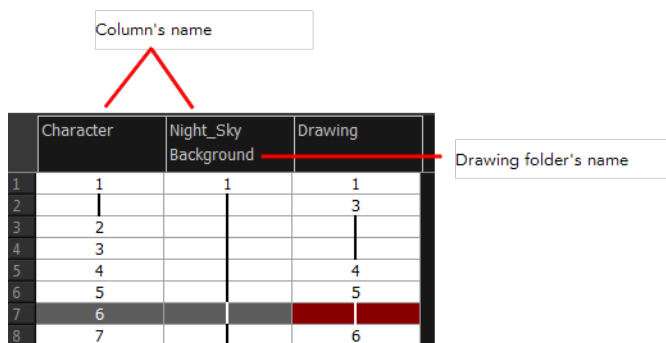 Column's name
Character Night_Sky Drawing
Background
Drawing folder's name
1 1 1 1
2 3
3 2
4 3
5 4 4
6 5 5
7 6
8 7 6